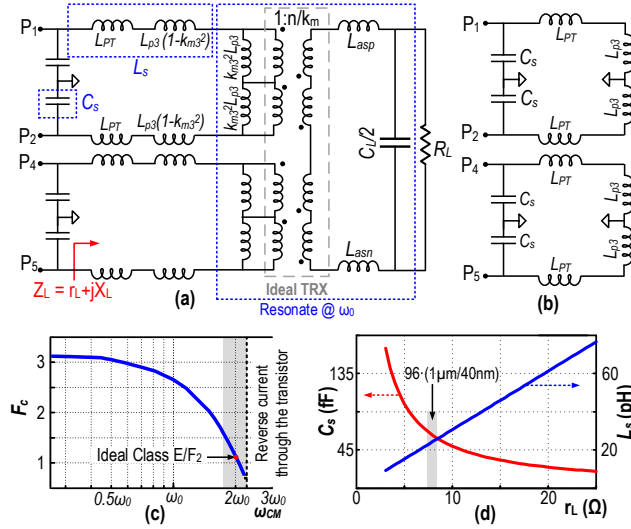 1:n/km
P1
LPT
Lp3(1-km3²)
Ls
Cs
km3²Lp3
km3²Lp3
Lasp
CL/2
RL
P2
LPT
Lp3(1-km3²)
P4
Lasn
P5
ZL = rL+jXL
(a)
Ideal TRX
Resonate @ ω0
P1
LPT
Cs
Cs
Lp3
Lp3
P2
LPT
P4
LPT
Cs
Cs
Lp3
Lp3
P5
LPT
(b)
Fc
3
2
1
Ideal Class E/F2
Reverse current
through the transistor
0.5ω0
ω0
2ω0
3ω0
ωCM
(c)
Cs (fF)
135
45
96·(1μm/40nm)
60
20
Ls (pH)
0
10
20
rL (Ω)
(d)